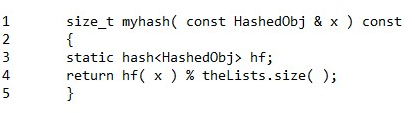 1 size_t myhash( const HashedObj & x ) const
2 {
3 static hash<HashedObj> hf;
4 return hf( x ) % theLists.size( );
5 }